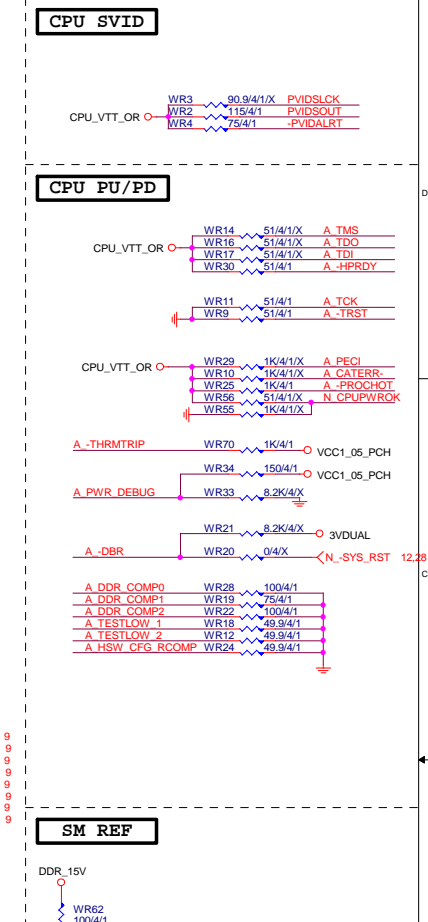 CPU SVID
WR3 90.9/4/1/X PVIDSLCK
CPU_VTT_OR WR2 115/4/1 PVIDSOUT
WR4 75/4/1 -PVIDALRT
CPU PU/PD
D
WR14 51/4/1/X A_TMS
CPU_VTT_OR WR16 51/4/1/X A_TDO
WR17 51/4/1/X A_TDI
WR30 51/4/1 A_-HPRDY
WR11 51/4/1 A_TCK
WR9 51/4/1 A_-TRST
CPU_VTT_OR WR29 1K/4/1/X A_PECI
WR10 1K/4/1/X A_CATERR-
WR25 1K/4/1 A_-PROCHOT
WR56 51/4/1/X N_CPUPWROK
WR55 1K/4/1/X
A_-THRMTRIP WR70 1K/4/1 VCC1_05_PCH
WR34 150/4/1 VCC1_05_PCH
A_PWR_DEBUG WR33 8.2K/4/X
WR21 8.2K/4/X 3VDUAL
A_-DBR WR20 0/4/X N_-SYS_RST 12,28
C
A_DDR_COMP0 WR28 100/4/1
A_DDR_COMP1 WR19 75/4/1
A_DDR_COMP2 WR22 100/4/1
A_TESTLOW_1 WR18 49.9/4/1
A_TESTLOW_2 WR12 49.9/4/1
A_HSW_CFG_RCOMP WR24 49.9/4/1
9
9
9
9
9
9
9
9
SM REF
DDR_15V
WR62
100/4/1